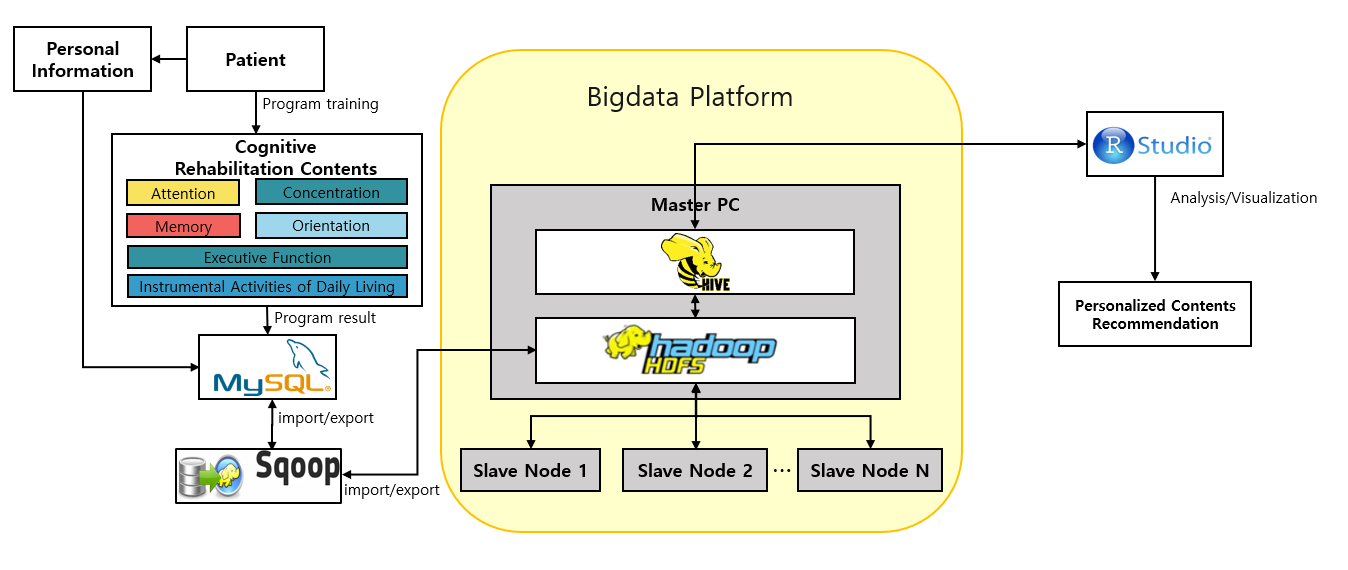 Personal
Information
Patient
Program training
Cognitive
Rehabilitation Contents
Attention
Concentration
Memory
Orientation
Executive Function
Instrumental Activities of Daily Living
Program result
MySQL®
import/export
Sqoop
import/export
Bigdata Platform
Master PC
HIVE
hadoop
HDFS
Slave Node 1
Slave Node 2
...
Slave Node N
R Studio
Analysis/Visualization
Personalized Contents
Recommendation